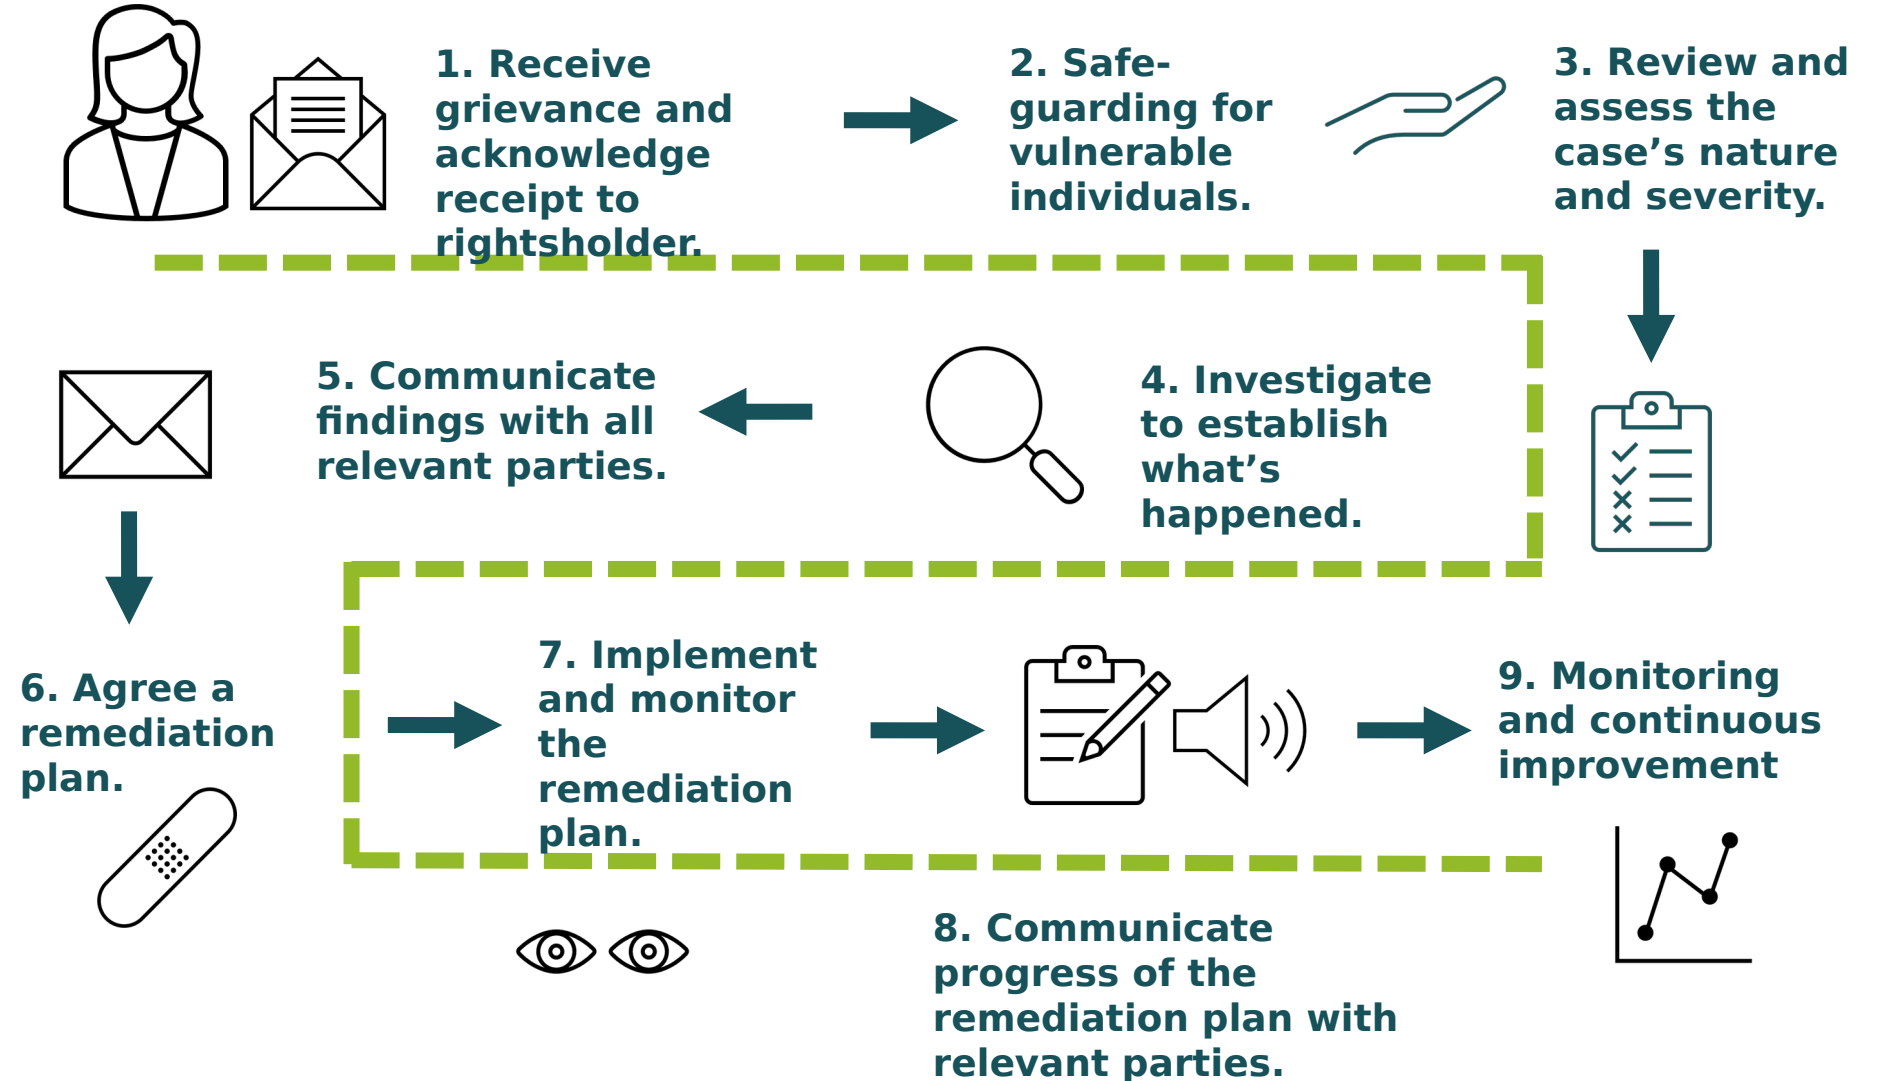 1. Receive
grievance and
acknowledge
receipt to
rightsholder.
2. Safe-
guarding for
vulnerable
individuals.
3. Review and
assess the
case’s nature
and severity.
4. Investigate
to establish
what’s
happened.
5. Communicate
findings with all
relevant parties.
6. Agree a
remediation
plan.
7. Implement
and monitor
the
remediation
plan.
8. Communicate
progress of the
remediation plan with
relevant parties.
9. Monitoring
and continuous
improvement